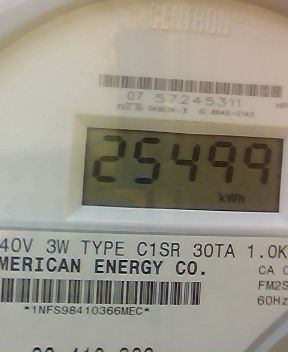 CENTRON
07 57245311
25499
kWh
40V 3W TYPE C1SR 30TA 1.0K
MERICAN ENERGY CO.
CA 0
FM2S
60Hz
*1NFS98410366MEC*